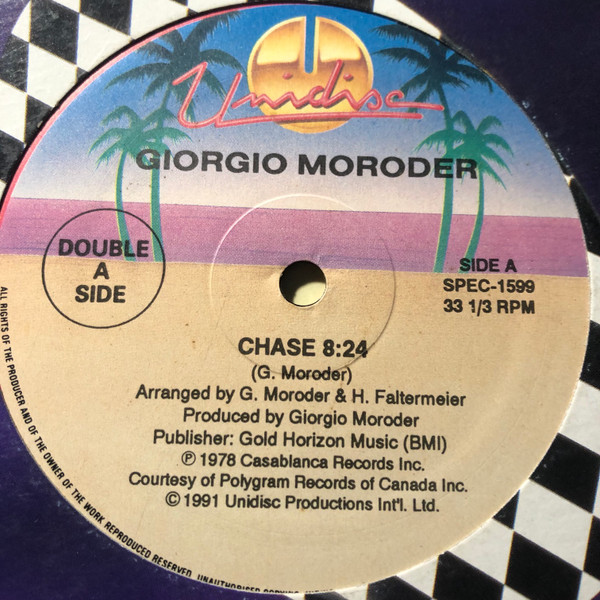 Unidisc
GIORGIO MORODER
DOUBLE
A
SIDE
SIDE A
SPEC-1599
33 1/3 RPM
CHASE 8:24
(G. Moroder)
Arranged by G. Moroder & H. Faltermeier
Produced by Giorgio Moroder
Publisher: Gold Horizon Music (BMI)
Ⓟ 1978 Casablanca Records Inc.
Courtesy of Polygram Records of Canada Inc.
© 1991 Unidisc Productions Int'l. Ltd.
ALL RIGHTS OF THE PRODUCER AND OF THE OWNER OF THE WORK REPRODUCED RESERVED. UNAUTHORISED COPYING